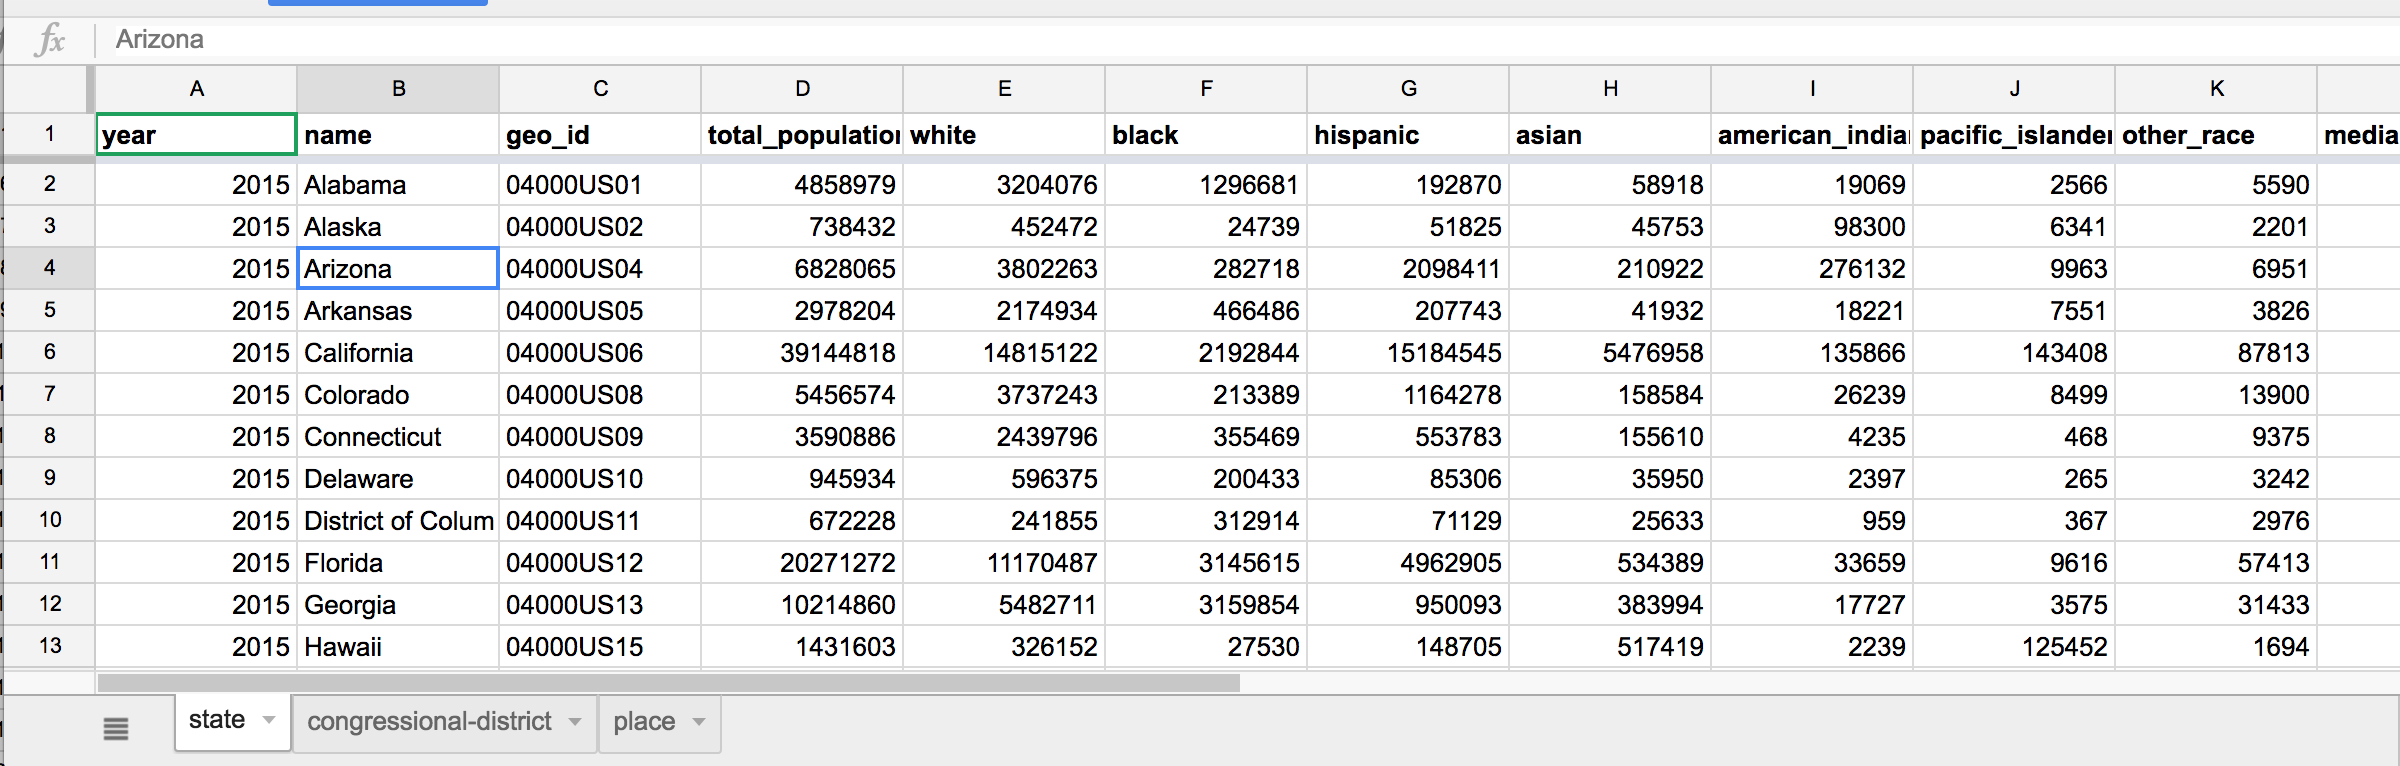 fx Arizona
A B C D E F G H I J K
1 year name geo_id total_population white black hispanic asian american_india pacific_islander other_race media
2 2015 Alabama 04000US01 4858979 3204076 1296681 192870 58918 19069 2566 5590
3 2015 Alaska 04000US02 738432 452472 24739 51825 45753 98300 6341 2201
4 2015 Arizona 04000US04 6828065 3802263 282718 2098411 210922 276132 9963 6951
5 2015 Arkansas 04000US05 2978204 2174934 466486 207743 41932 18221 7551 3826
6 2015 California 04000US06 39144818 14815122 2192844 15184545 5476958 135866 143408 87813
7 2015 Colorado 04000US08 5456574 3737243 213389 1164278 158584 26239 8499 13900
8 2015 Connecticut 04000US09 3590886 2439796 355469 553783 155610 4235 468 9375
9 2015 Delaware 04000US10 945934 596375 200433 85306 35950 2397 265 3242
10 2015 District of Colum 04000US11 672228 241855 312914 71129 25633 959 367 2976
11 2015 Florida 04000US12 20271272 11170487 3145615 4962905 534389 33659 9616 57413
12 2015 Georgia 04000US13 10214860 5482711 3159854 950093 383994 17727 3575 31433
13 2015 Hawaii 04000US15 1431603 326152 27530 148705 517419 2239 125452 1694
state congressional-district place